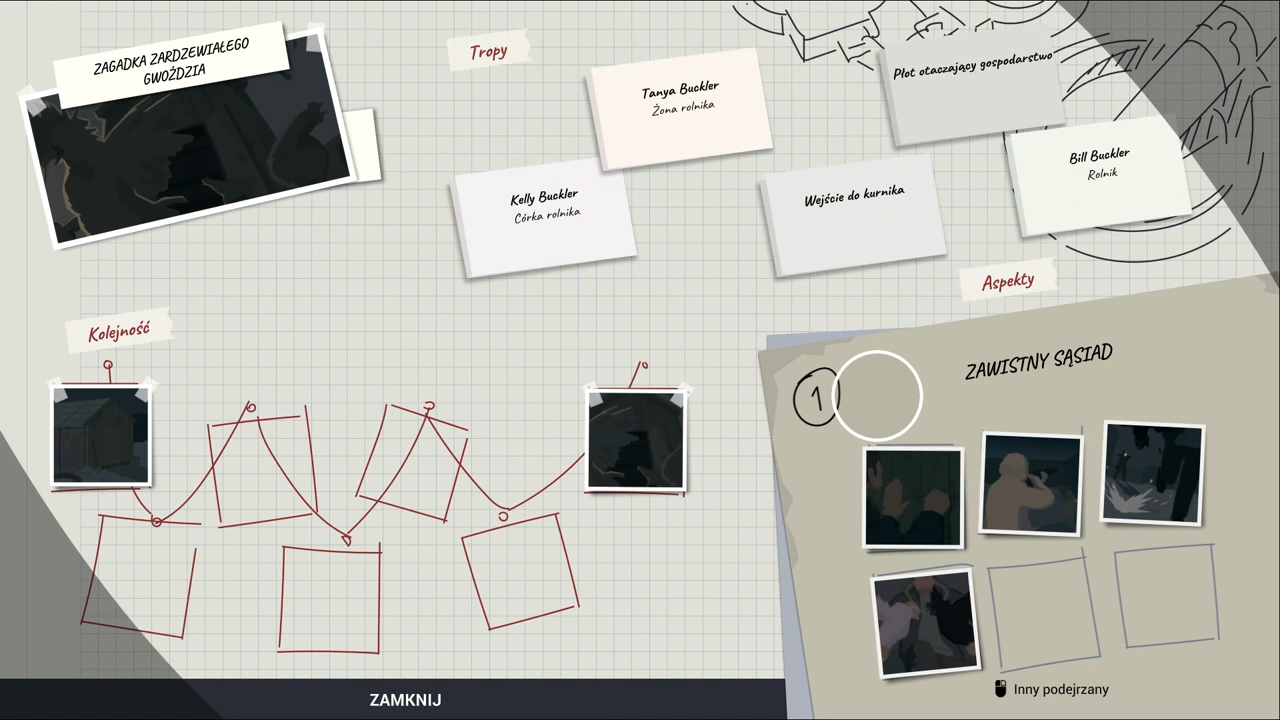 ZAGADKA ZARDZEWIAŁEGO
GWOŹDZIA
Tropy
Tanya Buckler
Żona rolnika
Płot otaczający gospodarstwo
Kelly Buckler
Córka rolnika
Wejście do kurnika
Bill Buckler
Rolnik
Aspekty
Kolejność
1
ZAWISTNY SĄSIAD
Inny podejrzany
ZAMKNIJ